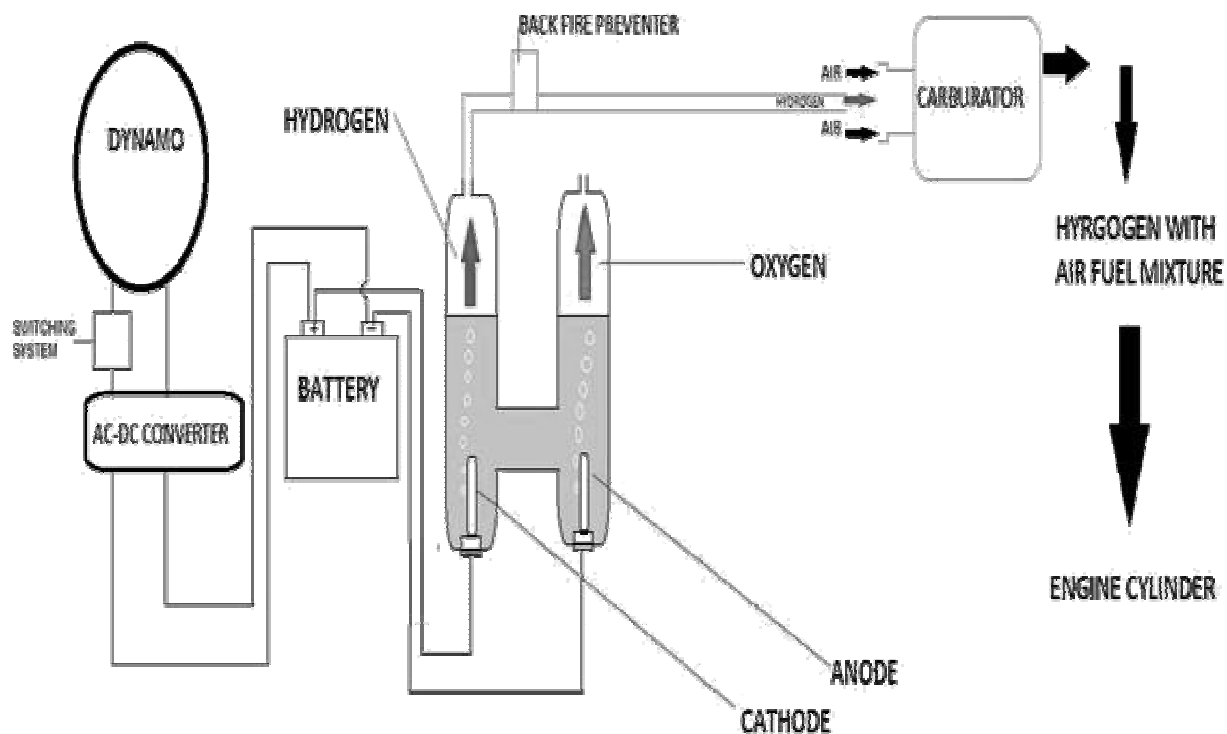 BACK FIRE PREVENTER
DYNAMO
HYDROGEN
AIR
HYDROGEN
AIR
CARBURATOR
HYRGOGEN WITH
AIR FUEL MIXTURE
OXYGEN
SWITCHING
SYSTEM
+
−
BATTERY
AC-DC CONVERTER
ENGINE CYLINDER
ANODE
CATHODE